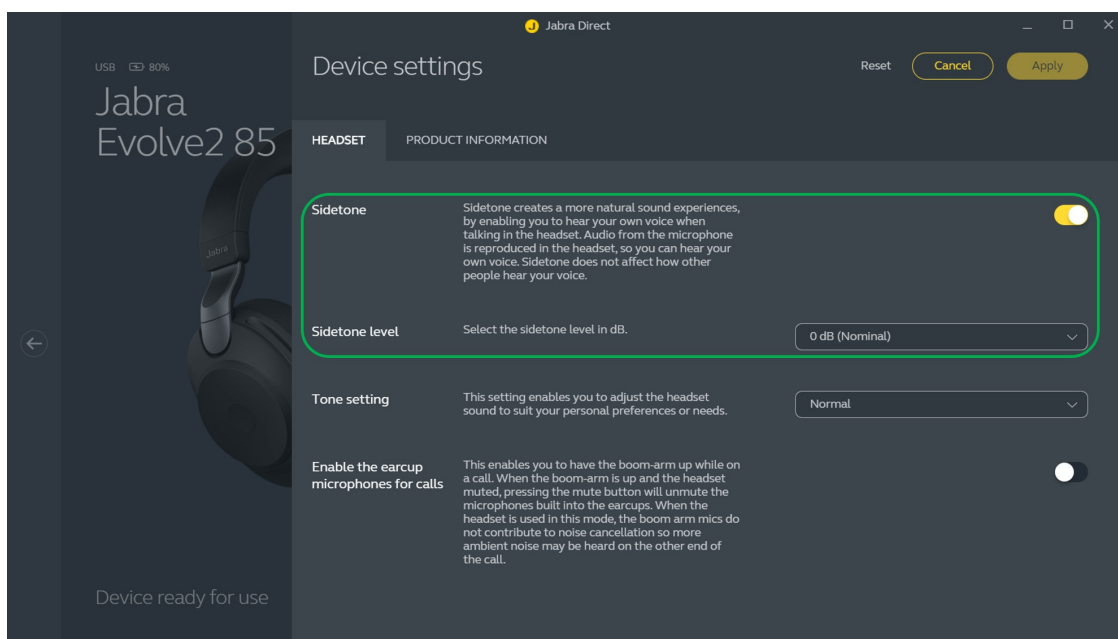 Jabra Direct
USB 80%
Jabra
Evolve2 85
Device settings
Reset
Cancel
Apply
HEADSET
PRODUCT INFORMATION
Sidetone
Sidetone creates a more natural sound experiences,
by enabling you to hear your own voice when
talking in the headset. Audio from the microphone
is reproduced in the headset, so you can hear your
own voice. Sidetone does not affect how other
people hear your voice.
Sidetone level
Select the sidetone level in dB.
0 dB (Nominal)
Tone setting
This setting enables you to adjust the headset
sound to suit your personal preferences or needs.
Normal
Enable the earcup
microphones for calls
This enables you to have the boom-arm up while on
a call. When the boom-arm is up and the headset
muted, pressing the mute button will unmute the
microphones built into the earcups. When the
headset is used in this mode, the boom arm mics do
not contribute to noise cancellation so more
ambient noise may be heard on the other end of
the call.
Jabra
Device ready for use